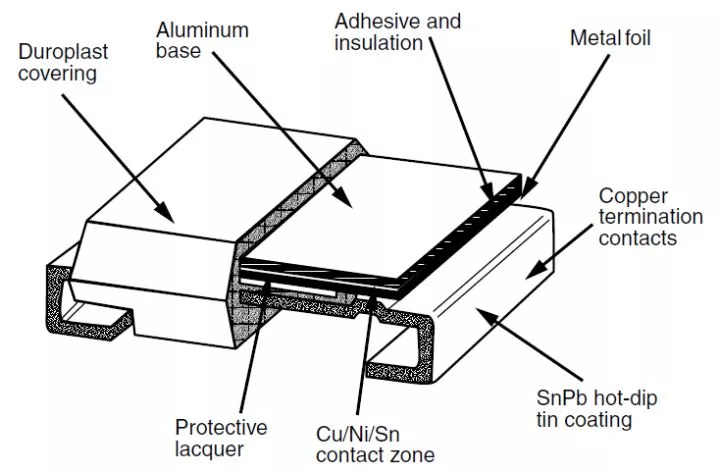 Duroplast
covering
Aluminum
base
Adhesive and
insulation
Metal foil
Copper
termination
contacts
SnPb hot-dip
tin coating
Cu/Ni/Sn
contact zone
Protective
lacquer